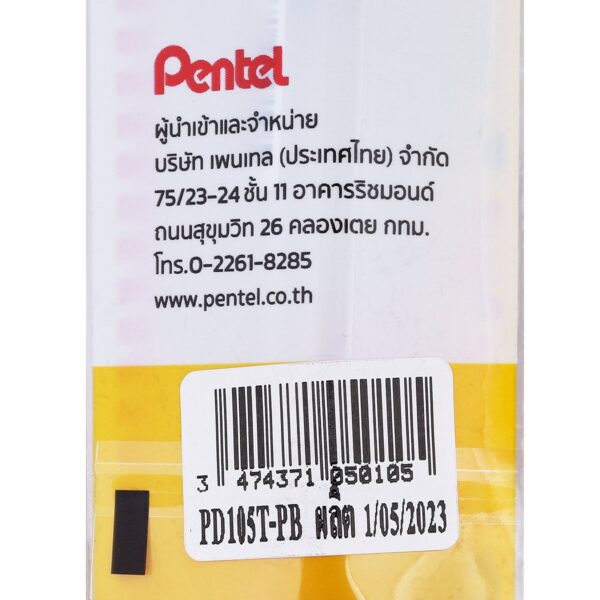 Pentel
ผู้นำเข้าและจำหน่าย
บริษัท เพนเทล (ประเทศไทย) จำกัด
75/23-24 ชั้น 11 อาคารริชมอนด์
ถนนสุขุมวิท 26 คลองเตย กทม.
โทร.0-2261-8285
www.pentel.co.th
3 474371 050105
PD105T-PB ผลิต 1/05/2023